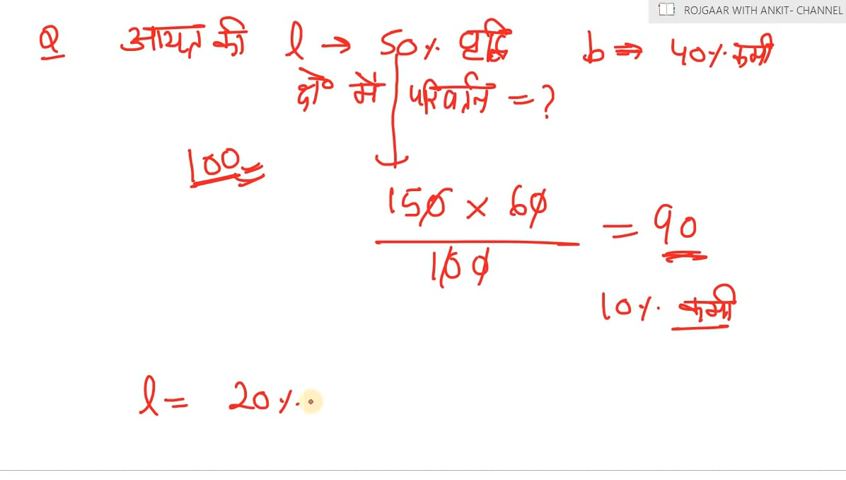 ROJGAAR WITH ANKIT- CHANNEL
Q आयत की l → 50% वृद्धि b ⇒ 40% कमी
क्षे० में परिवर्तन = ?
100
150 × 60
100
= 90
10% कमी
l = 20%